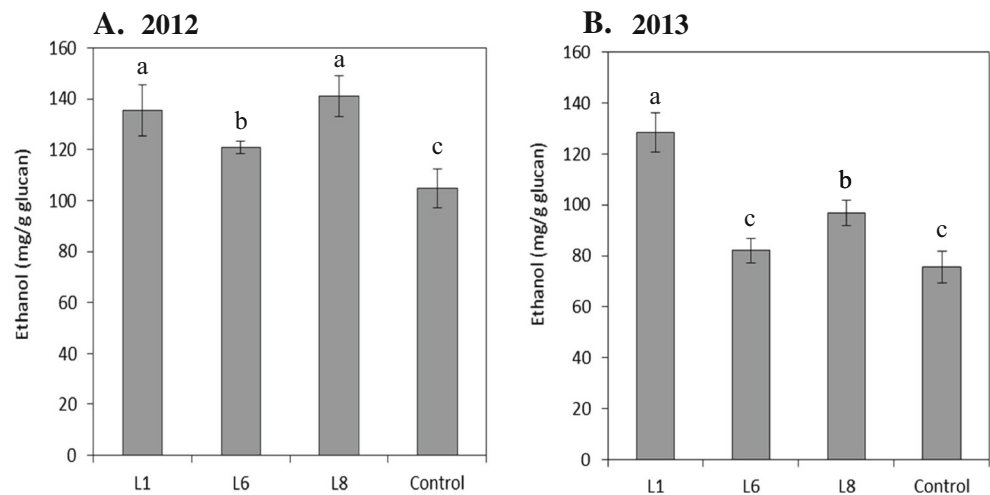 A. 2012
160
140
120
100
80
60
40
20
0
Ethanol (mg/g glucan)
a
b
a
c
L1 L6 L8 Control
B. 2013
160
140
120
100
80
60
40
20
0
Ethanol (mg/g glucan)
a
c
b
c
L1 L6 L8 Control